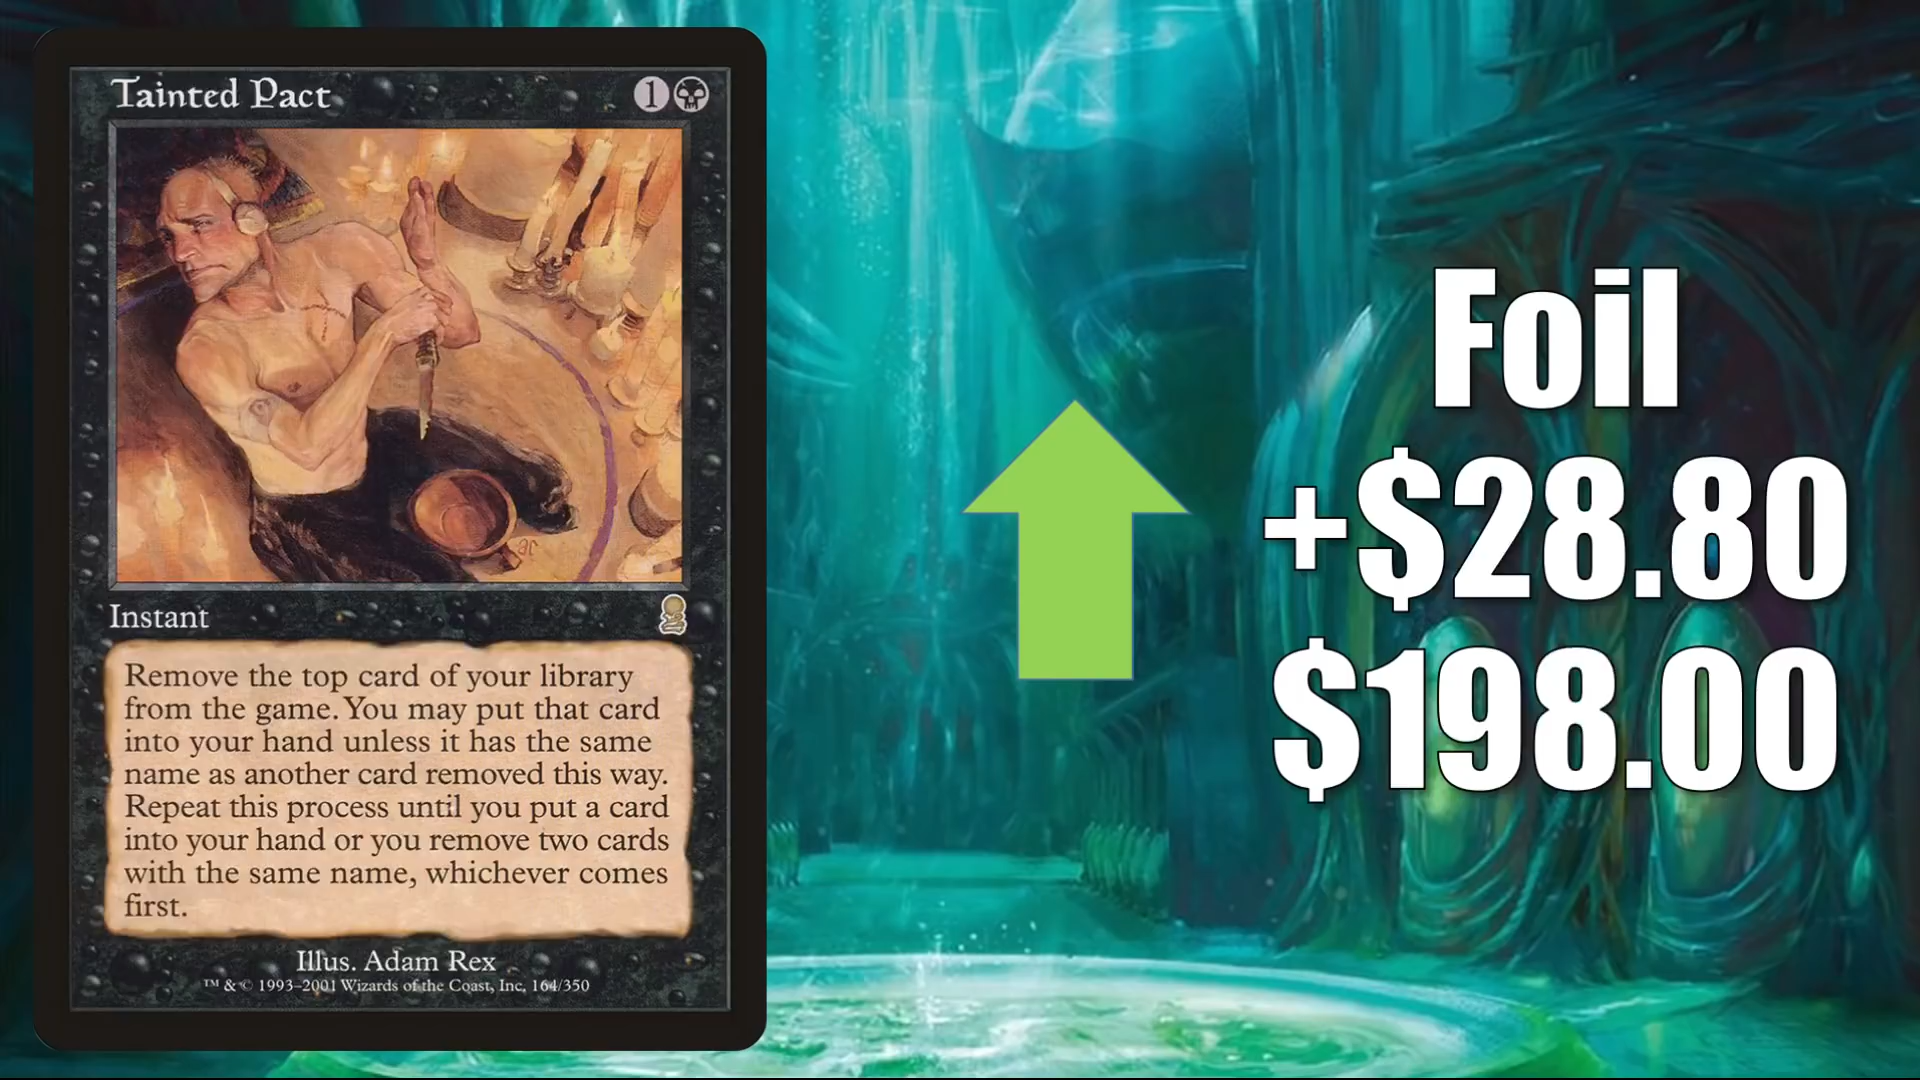 Tainted Pact
1
Instant
Remove the top card of your library
from the game. You may put that card
into your hand unless it has the same
name as another card removed this way.
Repeat this process until you put a card
into your hand or you remove two cards
with the same name, whichever comes
first.
Illus. Adam Rex
™ & © 1993–2001 Wizards of the Coast, Inc. 164/350
Foil
+$28.80
$198.00